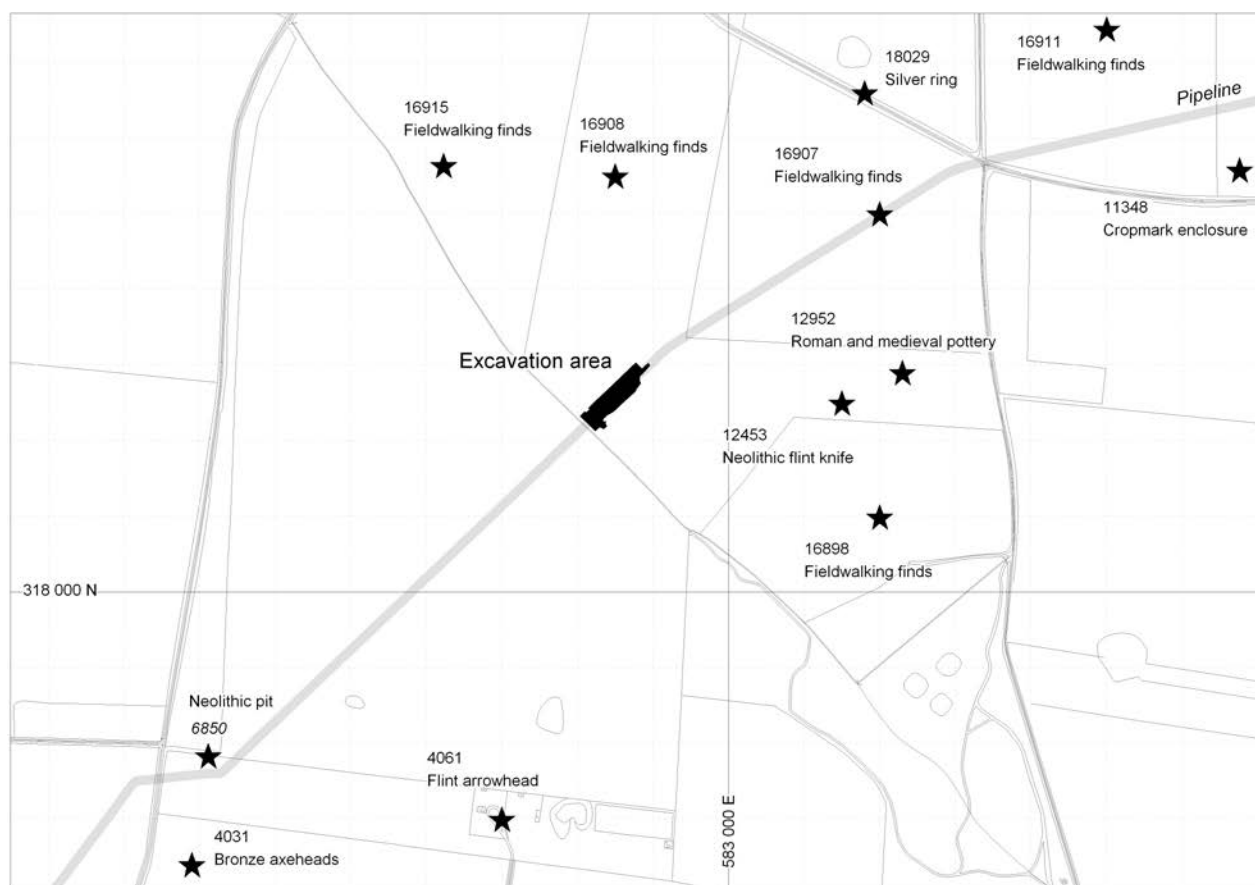 16911
Fieldwalking finds
18029
Silver ring
Pipeline
16915
Fieldwalking finds
16908
Fieldwalking finds
16907
Fieldwalking finds
11348
Cropmark enclosure
12952
Roman and medieval pottery
Excavation area
12453
Neolithic flint knife
16898
Fieldwalking finds
318 000 N
Neolithic pit
6850
4061
Flint arrowhead
583 000 E
4031
Bronze axeheads